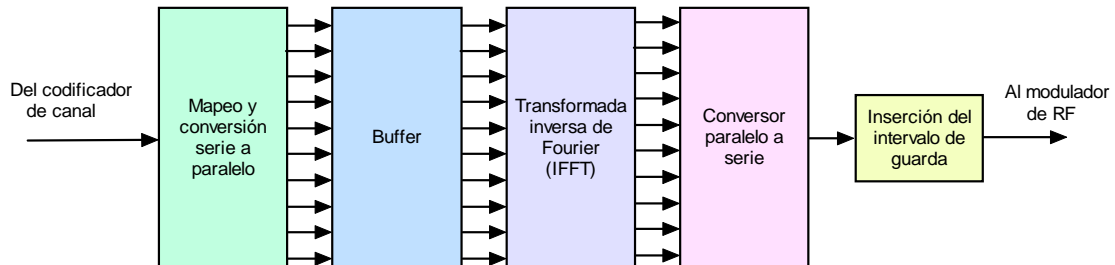 Del codificador
de canal
Mapeo y
conversión
serie a
paralelo
Buffer
Transformada
inversa de
Fourier
(IFFT)
Conversor
paralelo a
serie
Inserción del
intervalo de
guarda
Al modulador
de RF